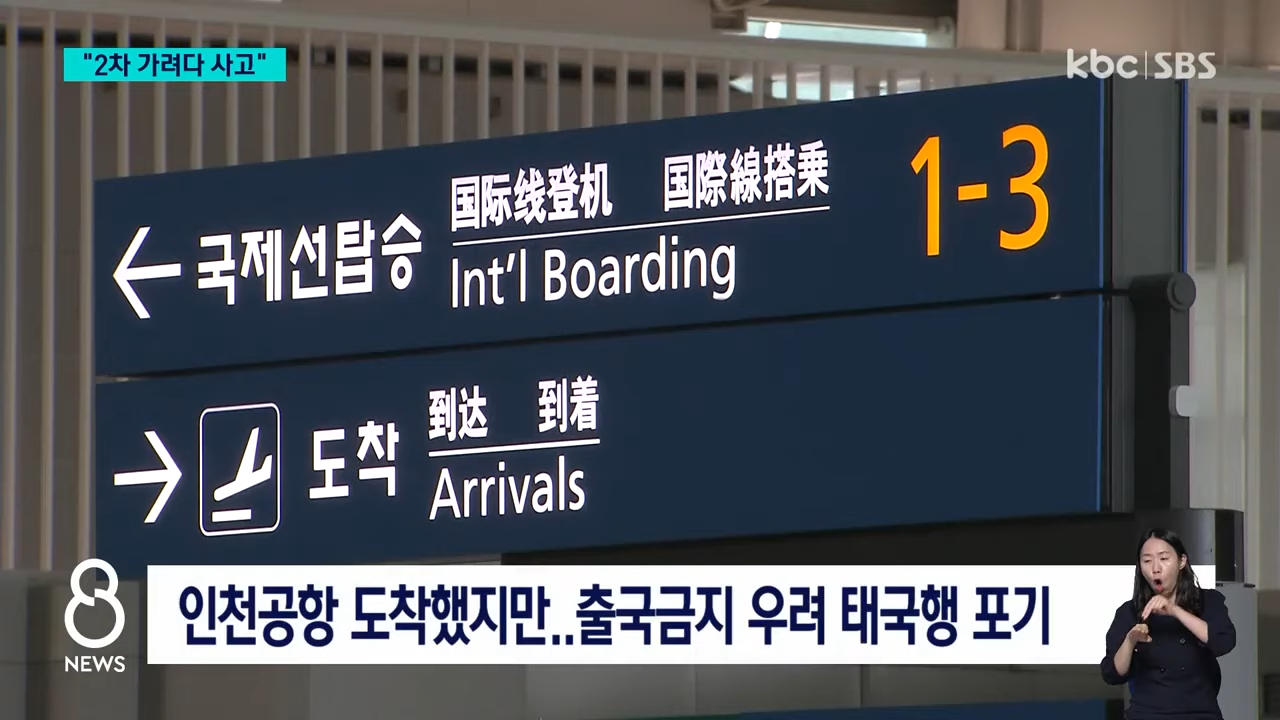 "2차 가려다 사고"
kbc SBS
국제선탑승
国际线登机 国際線搭乗
Int'l Boarding
1-3
도착
到达 到着
Arrivals
8
NEWS
인천공항 도착했지만..출국금지 우려 태국행 포기